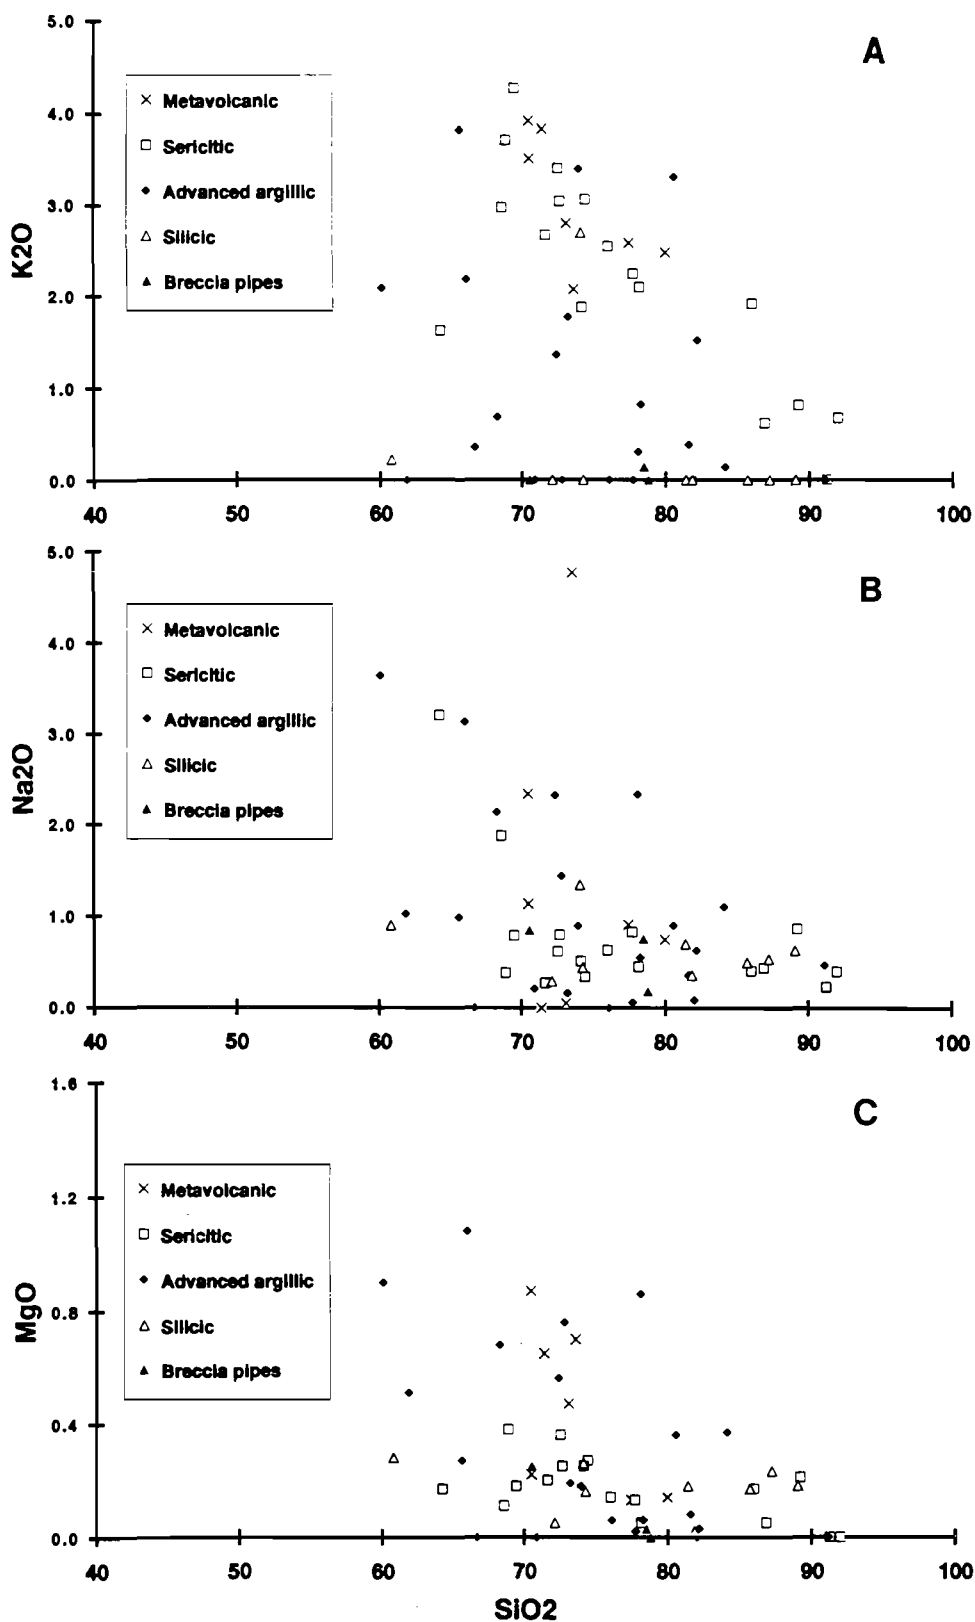 A
5.0
4.0
3.0
2.0
1.0
0.0
K2O
Metavolcanic
Sericitic
Advanced argillic
Silicic
Breccia pipes
40 50 60 70 80 90 100
B
5.0
4.0
3.0
2.0
1.0
0.0
Na2O
Metavolcanic
Sericitic
Advanced argillic
Silicic
Breccia pipes
40 50 60 70 80 90 100
C
1.6
1.2
0.8
0.4
0.0
MgO
Metavolcanic
Sericitic
Advanced argillic
Silicic
Breccia pipes
40 50 60 70 80 90 100
SiO2